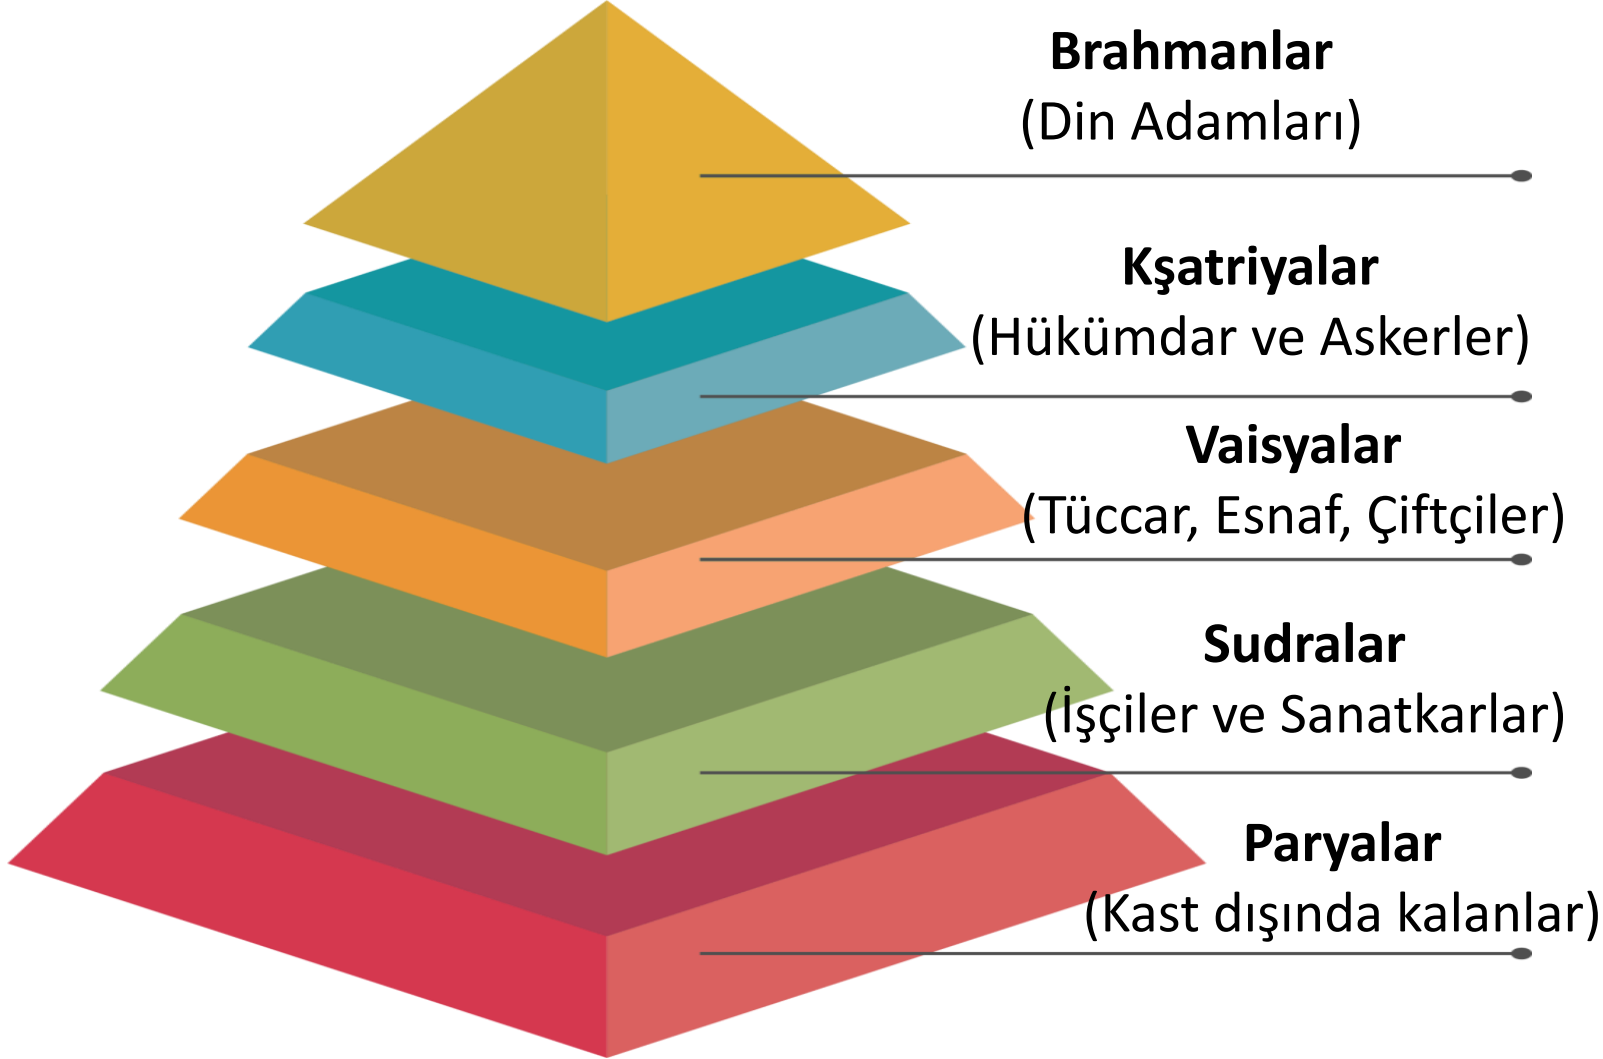 Brahmanlar
(Din Adamları)
Kşatriyalar
(Hükümdar ve Askerler)
Vaisyalar
(Tüccar, Esnaf, Çiftçiler)
Sudralar
(İşçiler ve Sanatkarlar)
Paryalar
(Kast dışında kalanlar)